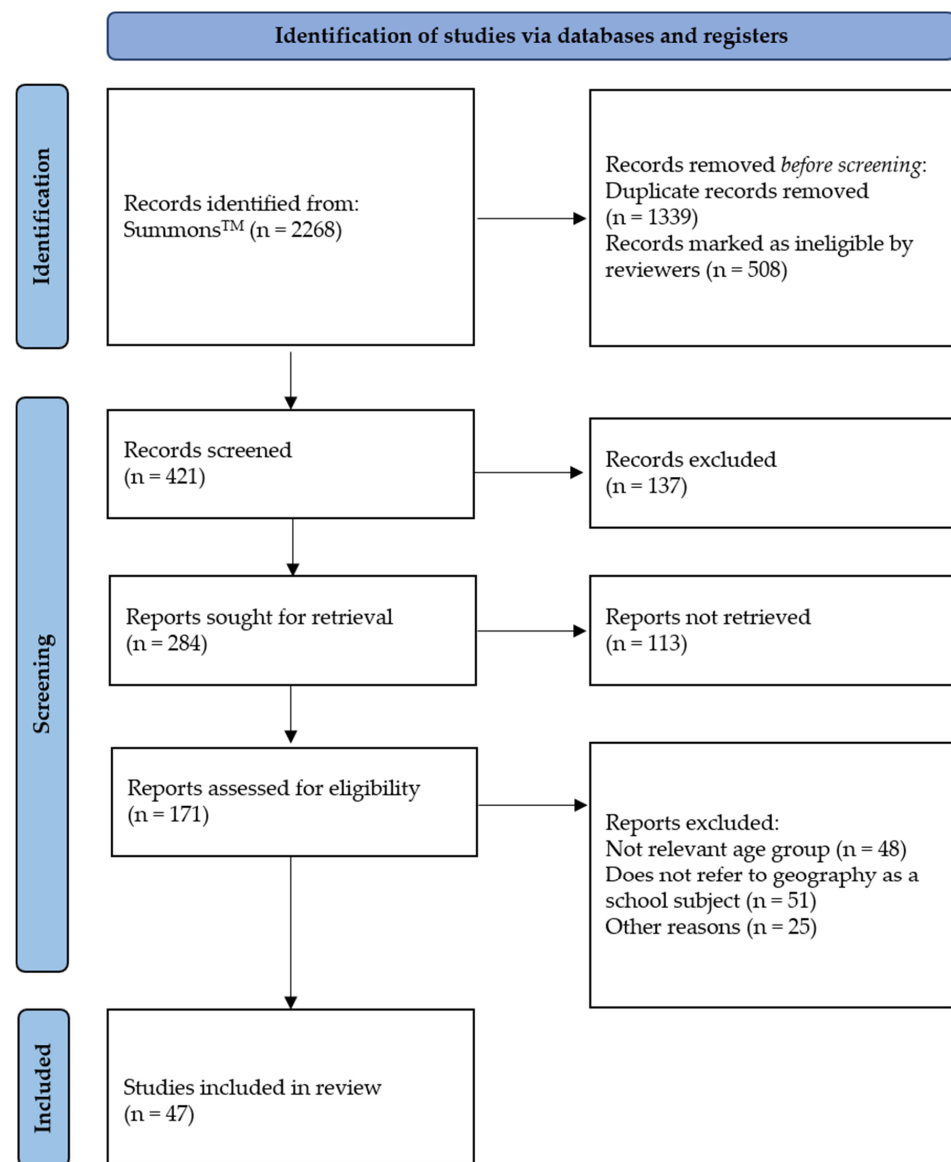 Identification of studies via databases and registers
Identification
Records identified from:
Summons™ (n = 2268)
Records removed before screening:
Duplicate records removed
(n = 1339)
Records marked as ineligible by
reviewers (n = 508)
Screening
Records screened
(n = 421)
Records excluded
(n = 137)
Reports sought for retrieval
(n = 284)
Reports not retrieved
(n = 113)
Reports assessed for eligibility
(n = 171)
Reports excluded:
Not relevant age group (n = 48)
Does not refer to geography as a
school subject (n = 51)
Other reasons (n = 25)
Included
Studies included in review
(n = 47)